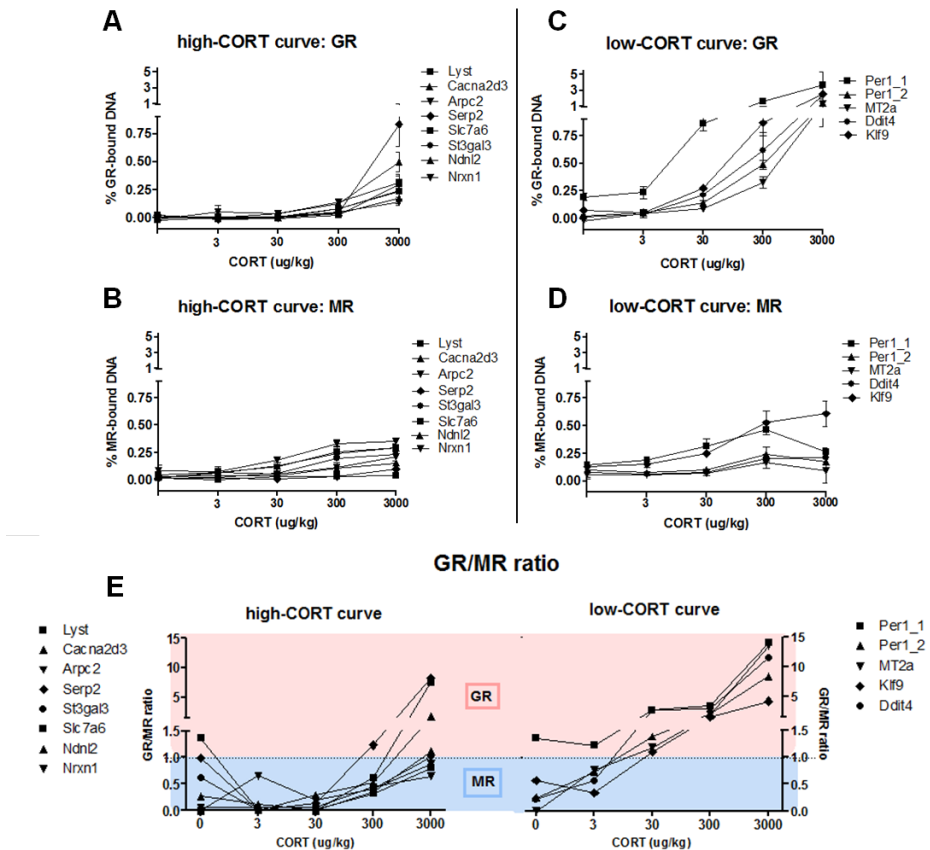 A
high-CORT curve: GR
% GR-bound DNA
5
3
1
0.75
0.50
0.25
0.00
3
30
300
3000
CORT (ug/kg)
Lyst
Cacna2d3
Arpc2
Serp2
Slc7a6
St3gal3
Ndnl2
Nrxn1
C
low-CORT curve: GR
% GR-bound DNA
5
3
1
0.75
0.50
0.25
0.00
3
30
300
3000
CORT (ug/kg)
Per1_1
Per1_2
MT2a
Ddit4
Klf9
B
high-CORT curve: MR
% MR-bound DNA
5
3
1
0.75
0.50
0.25
0.00
3
30
300
3000
CORT (ug/kg)
Lyst
Cacna2d3
Arpc2
Serp2
St3gal3
Slc7a6
Ndnl2
Nrxn1
D
low-CORT curve: MR
% MR-bound DNA
5
3
1
0.75
0.50
0.25
0.00
3
30
300
3000
CORT (ug/kg)
Per1_1
Per1_2
MT2a
Ddit4
Klf9
GR/MR ratio
E
Lyst
Cacna2d3
Arpc2
Serp2
St3gal3
Slc7a6
Ndnl2
Nrxn1
high-CORT curve
GR/MR ratio
15
10
5
1.5
1.0
0.5
0.0
0
3
30
300
3000
CORT (ug/kg)
GR
MR
low-CORT curve
15
10
5
1.5
1.0
0.5
0.0
GR/MR ratio
0
3
30
300
3000
CORT (ug/kg)
Per1_1
Per1_2
MT2a
Klf9
Ddit4